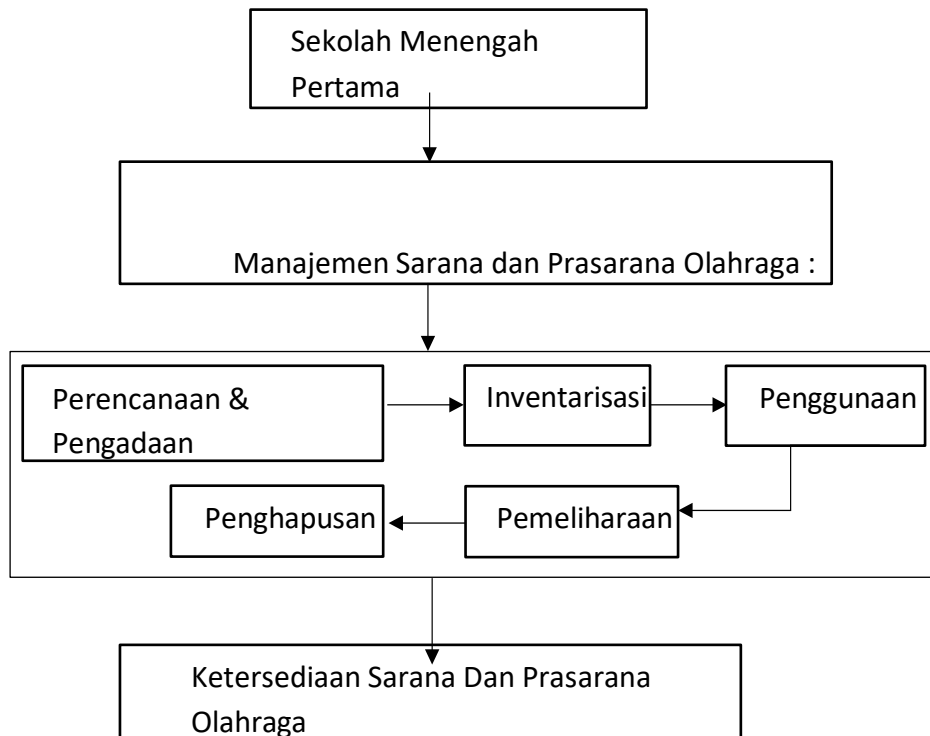 Sekolah Menengah
Pertama
Manajemen Sarana dan Prasarana Olahraga :
Perencanaan &
Pengadaan
Inventarisasi
Penggunaan
Penghapusan
Pemeliharaan
Ketersediaan Sarana Dan Prasarana
Olahraga